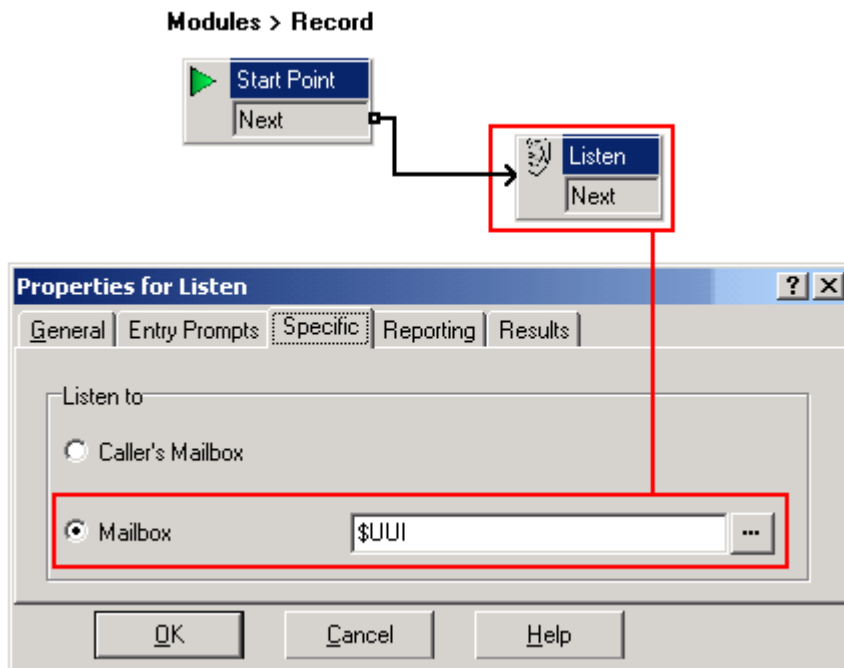 Modules > Record
Start Point
Next
Listen
Next
Properties for Listen
General Entry Prompts Specific Reporting Results
Listen to
Caller's Mailbox
Mailbox $UUI ...
OK Cancel Help